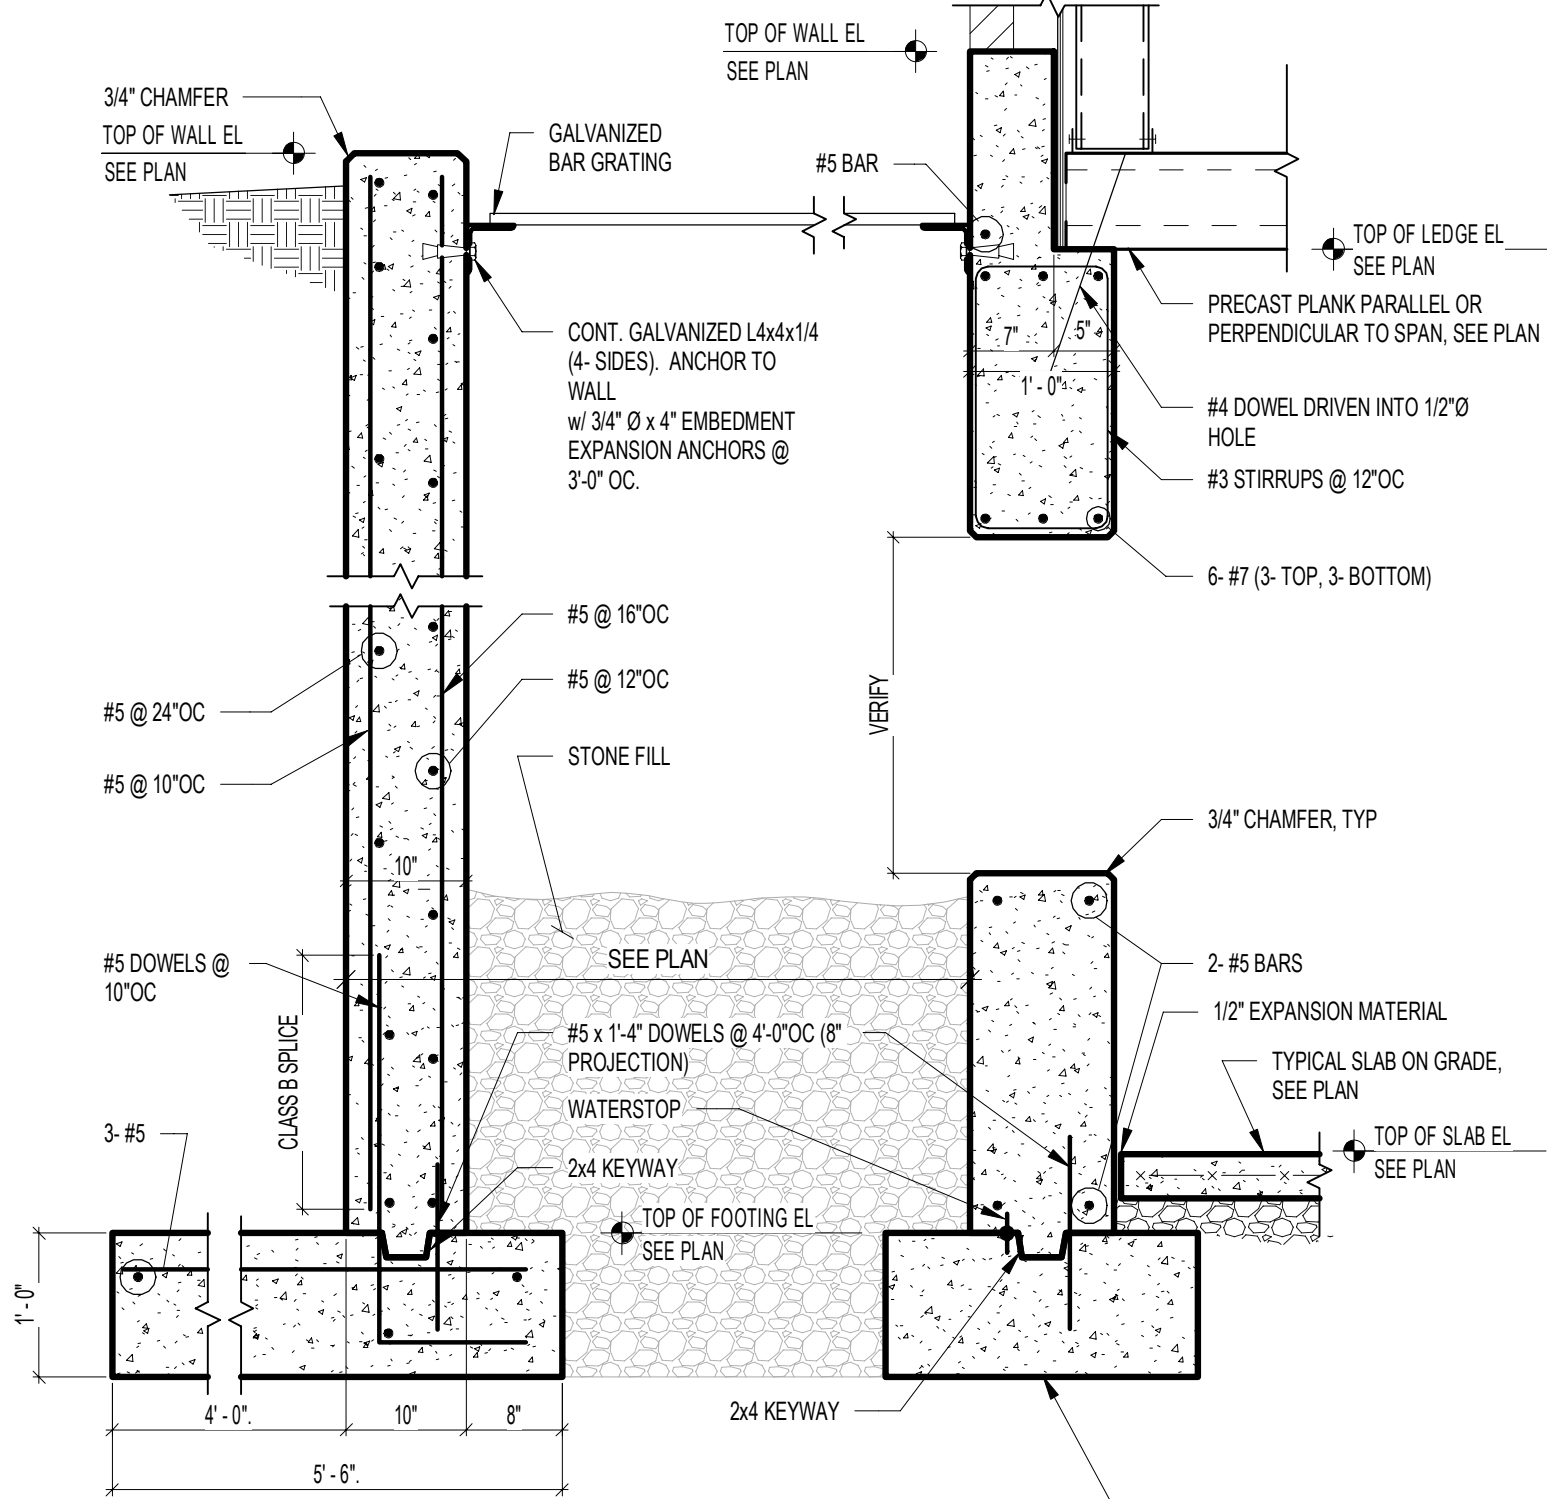 TOP OF WALL EL
SEE PLAN
3/4" CHAMFER
TOP OF WALL EL
SEE PLAN
GALVANIZED
BAR GRATING
#5 BAR
TOP OF LEDGE EL
SEE PLAN
PRECAST PLANK PARALLEL OR
PERPENDICULAR TO SPAN, SEE PLAN
CONT. GALVANIZED L4x4x1/4
(4- SIDES). ANCHOR TO
WALL
w/ 3/4" Ø x 4" EMBEDMENT
EXPANSION ANCHORS @
3'-0" OC.
7"
5"
1' - 0"
#4 DOWEL DRIVEN INTO 1/2"Ø
HOLE
#3 STIRRUPS @ 12"OC
6- #7 (3- TOP, 3- BOTTOM)
#5 @ 16"OC
#5 @ 12"OC
#5 @ 24"OC
#5 @ 10"OC
STONE FILL
VERIFY
3/4" CHAMFER, TYP
10"
SEE PLAN
#5 DOWELS @
10"OC
2- #5 BARS
1/2" EXPANSION MATERIAL
CLASS B SPLICE
#5 x 1'-4" DOWELS @ 4'-0"OC (8"
PROJECTION)
TYPICAL SLAB ON GRADE,
SEE PLAN
WATERSTOP
3- #5
2x4 KEYWAY
TOP OF SLAB EL
SEE PLAN
TOP OF FOOTING EL
SEE PLAN
1' - 0"
4' - 0".
10"
8"
2x4 KEYWAY
5' - 6".